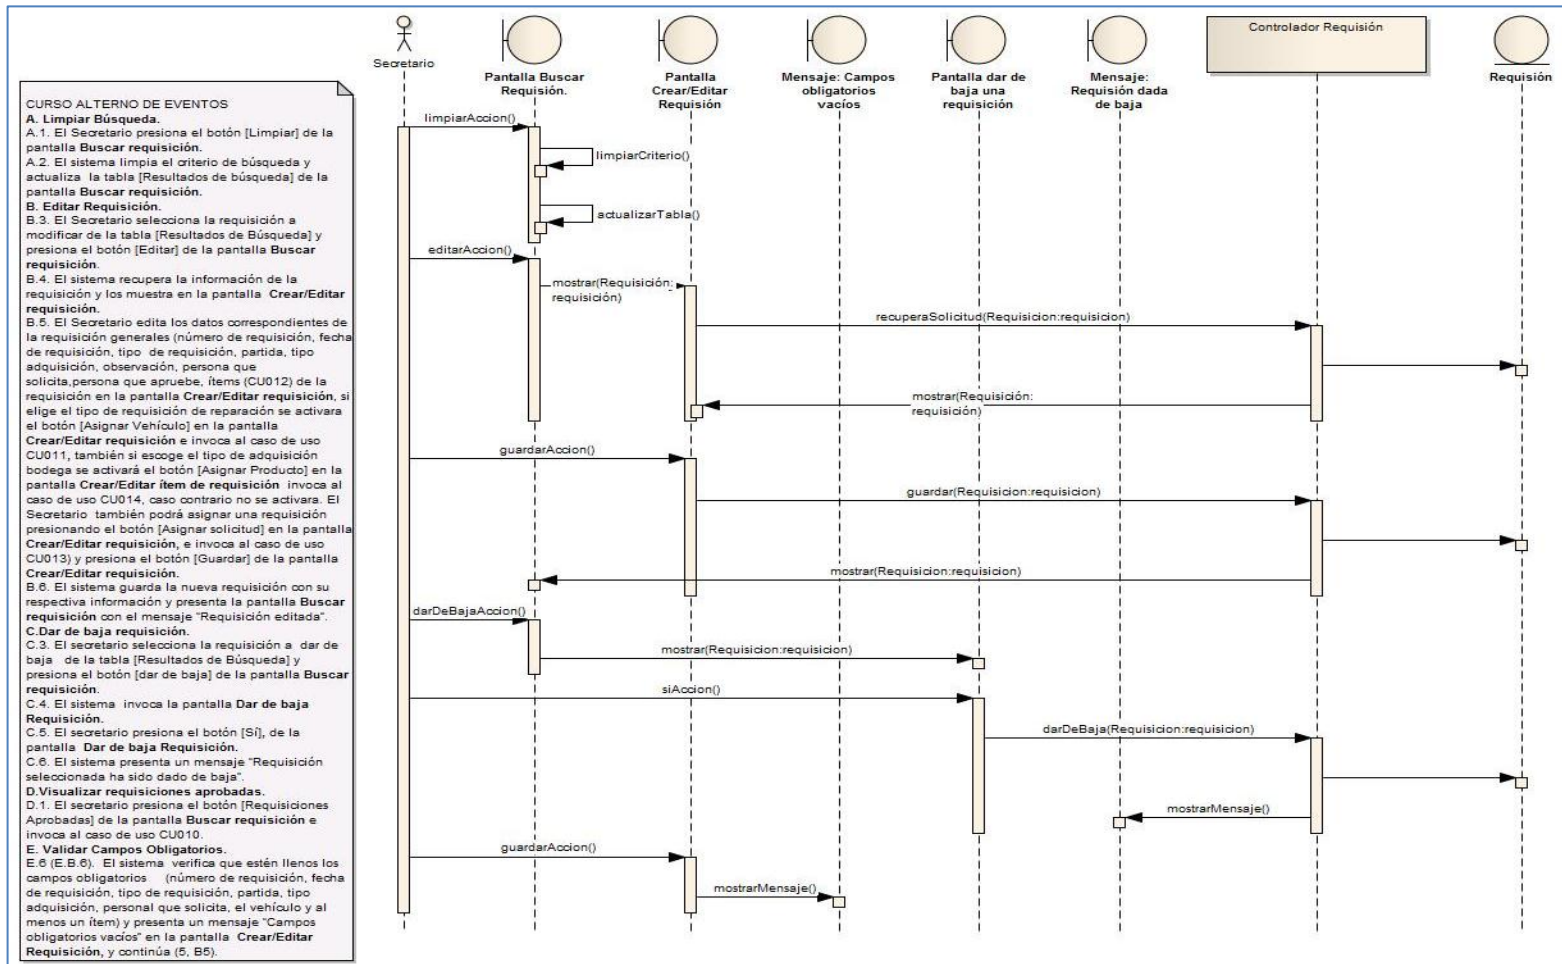 Secretario
Pantalla Buscar
Requisión.
Pantalla
Crear/Editar
Requisión
Mensaje: Campos
obligatorios
vacíos
Pantalla dar de
baja una
requisición
Mensaje:
Requisión dada
de baja
Controlador Requisión
Requisión
CURSO ALTERNO DE EVENTOS
A. Limpiar Búsqueda.
A.1. El Secretario presiona el botón [Limpiar] de la
pantalla Buscar requisición.
A.2. El sistema limpia el criterio de búsqueda y
actualiza la tabla [Resultados de búsqueda] de la
pantalla Buscar requisición.
B. Editar Requisión.
B.3. El Secretario selecciona la requisición a
modificar de la tabla [Resultados de Búsqueda] y
presiona el botón [Editar] de la pantalla Buscar
requisición.
B.4. El sistema recupera la información de la
requisición y los muestra en la pantalla Crear/Editar
requisición.
B.5. El Secretario edita los datos correspondientes de
la requisición generales (número de requisición, fecha
de requisición, tipo de requisición, partida, tipo
adquisición, observación, persona que
solicita,persona que apruebe, ítems (CU012) de la
requisición en la pantalla Crear/Editar requisición, si
elige el tipo de requisición de reparación se activara
el botón [Asignar Vehículo] en la pantalla
Crear/Editar requisición e invoca al caso de uso
CU011, también si escoge el tipo de adquisición
bodega se activará el botón [Asignar Producto] en la
pantalla Crear/Editar ítem de requisición invoca al
caso de uso CU014, caso contrario no se activara. El
Secretario también podrá asignar una requisición
presionando el botón [Asignar solicitud] en la pantalla
Crear/Editar requisición, e invoca al caso de uso
CU013) y presiona el botón [Guardar] de la pantalla
Crear/Editar requisición.
B.6. El sistema guarda la nueva requisición con su
respectiva información y presenta la pantalla Buscar
requisición con el mensaje "Requisión editada".
C.Dar de baja requisición.
C.3. El secretario selecciona la requisición a dar de
baja de la tabla [Resultados de Búsqueda] y
presiona el botón [dar de baja] de la pantalla Buscar
requisición.
C.4. El sistema invoca la pantalla Dar de baja
Requisición.
C.5. El secretario presiona el botón [Sí], de la
pantalla Dar de baja Requisición.
C.6. El sistema presenta un mensaje "Requisión
seleccionada ha sido dado de baja".
D.Visualizar requisiciones aprobadas.
D.1. El secretario presiona el botón [Requisiciones
Aprobadas] de la pantalla Buscar requisición e
invoca al caso de uso CU010.
E. Validar Campos Obligatorios.
E.6 (E.B.6). El sistema verifica que estén llenos los
campos obligatorios (número de requisición, fecha
de requisición, tipo de requisición, partida, tipo
adquisición, personal que solicita, el vehículo y al
menos un ítem) y presenta un mensaje "Campos
obligatorios vacíos" en la pantalla Crear/Editar
Requisición, y continúa (5, B5).
limpiarAccion()
limpiarCriterio()
actualizarTabla()
editarAccion()
mostrar(Requisición:
requisición)
recuperaSolicitud(Requisicion:requisicion)
mostrar(Requisición:
requisición)
guardarAccion()
guardar(Requisicion:requisicion)
mostrar(Requisicion:requisicion)
darDeBajaAccion()
mostrar(Requisicion:requisicion)
siAccion()
darDeBaja(Requisicion:requisicion)
mostrarMensaje()
guardarAccion()
mostrarMensaje()